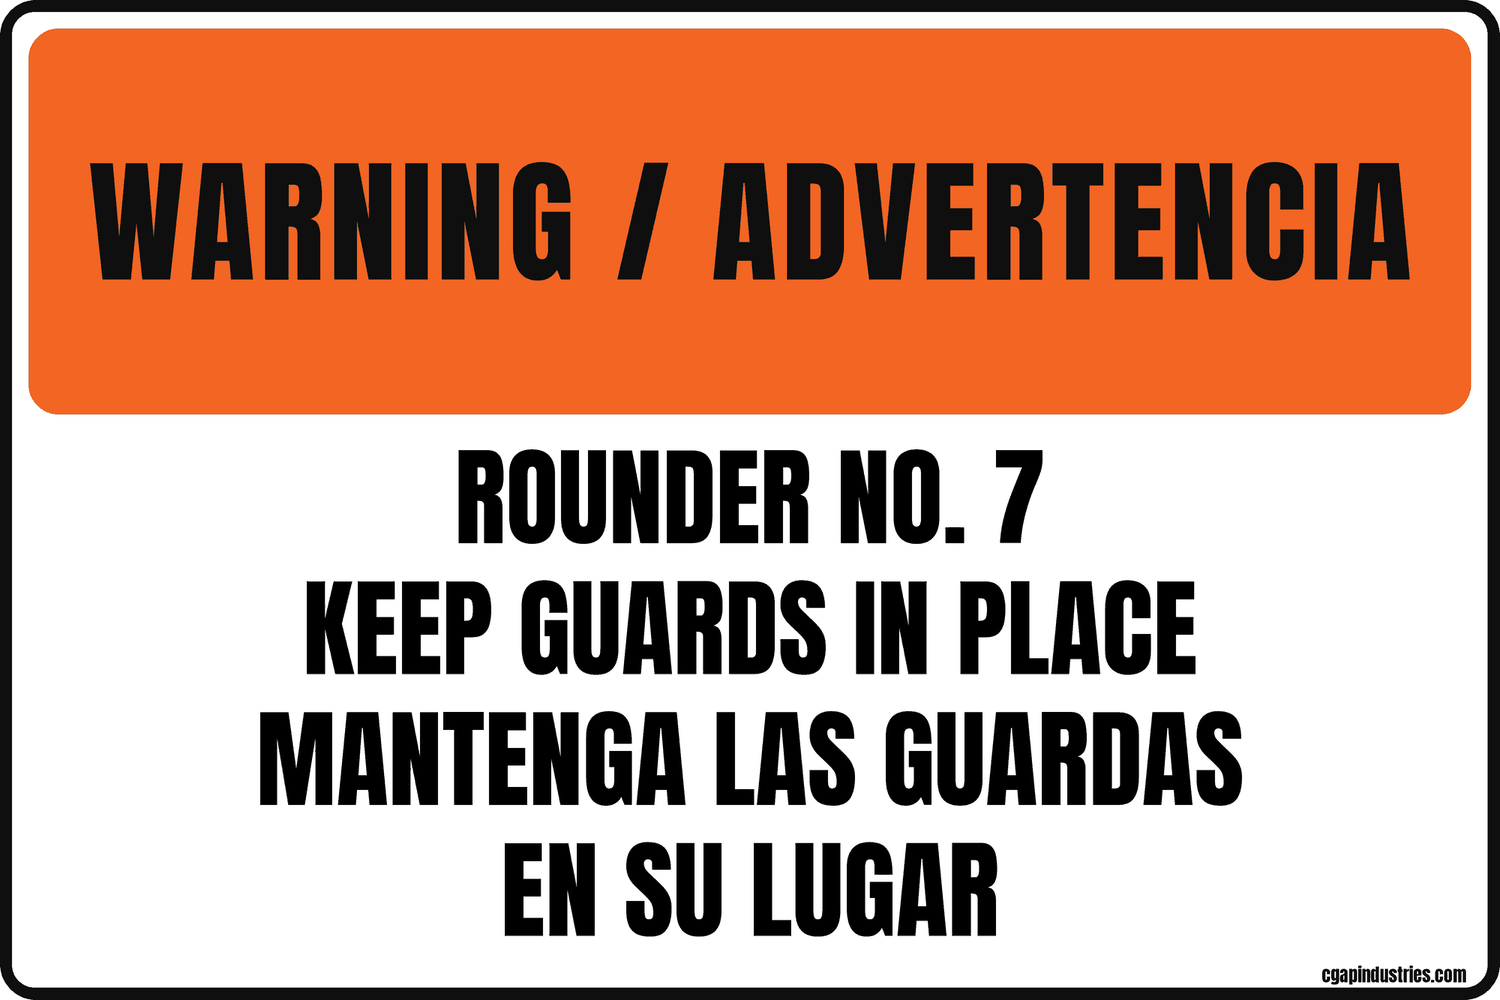 WARNING / ADVERTENCIA
ROUNDER NO. 7
KEEP GUARDS IN PLACE
MANTENGA LAS GUARDAS
EN SU LUGAR
cgapindustries.com